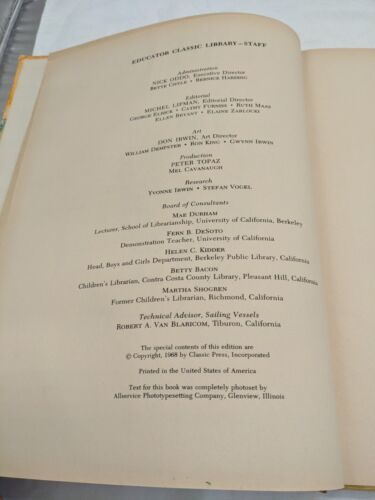 EDUCATOR CLASSIC LIBRARY—STAFF
Administration
NICK ODDO, Executive Director
BETTE CAYLE • BERNICE HARBING
Editorial
MICHEL LIPMAN, Editorial Director
GEORGE ELRICK • CATHY FURNISS • RUTH MAAS
ELLEN BRYANT • ELAINE ZABLOCKI
Art
DON IRWIN, Art Director
WILLIAM DEMPSTER • RON KING • GWYNN IRWIN
Production
PETER TOPAZ
MEL CAVANAUGH
Research
YVONNE IRWIN • STEFAN VOGEL
Board of Consultants
MAE DURHAM
Lecturer, School of Librarianship, University of California, Berkeley
FERN B. DESOTO
Demonstration Teacher, University of California
HELEN C. KIDDER
Head, Boys and Girls Department, Berkeley Public Library, California
BETTY BACON
Children's Librarian, Contra Costa County Library, Pleasant Hill, California
MARTHA SHOGREN
Former Children's Librarian, Richmond, California
Technical Advisor, Sailing Vessels
ROBERT A. VAN BLARICOM, Tiburon, California
The special contents of this edition are
© Copyright, 1968 by Classic Press, Incorporated
Printed in the United States of America
Text for this book was completely photoset by
Allservice Phototypesetting Company, Glenview, Illinois